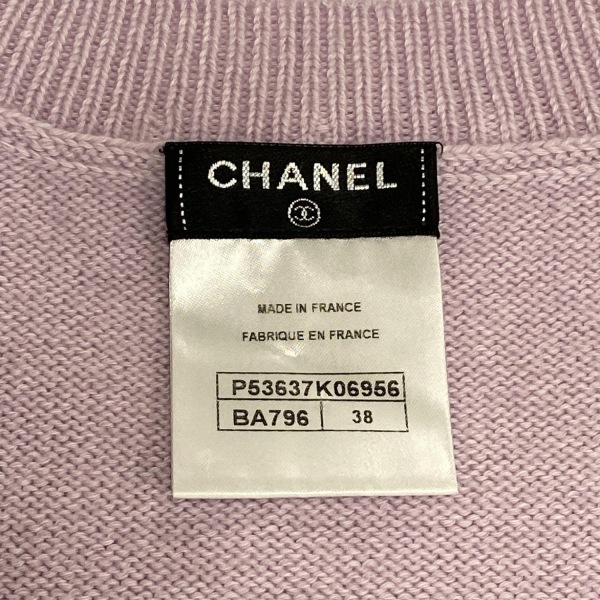 CHANEL
MADE IN FRANCE
FABRIQUE EN FRANCE
P53637K06956
BA796 38